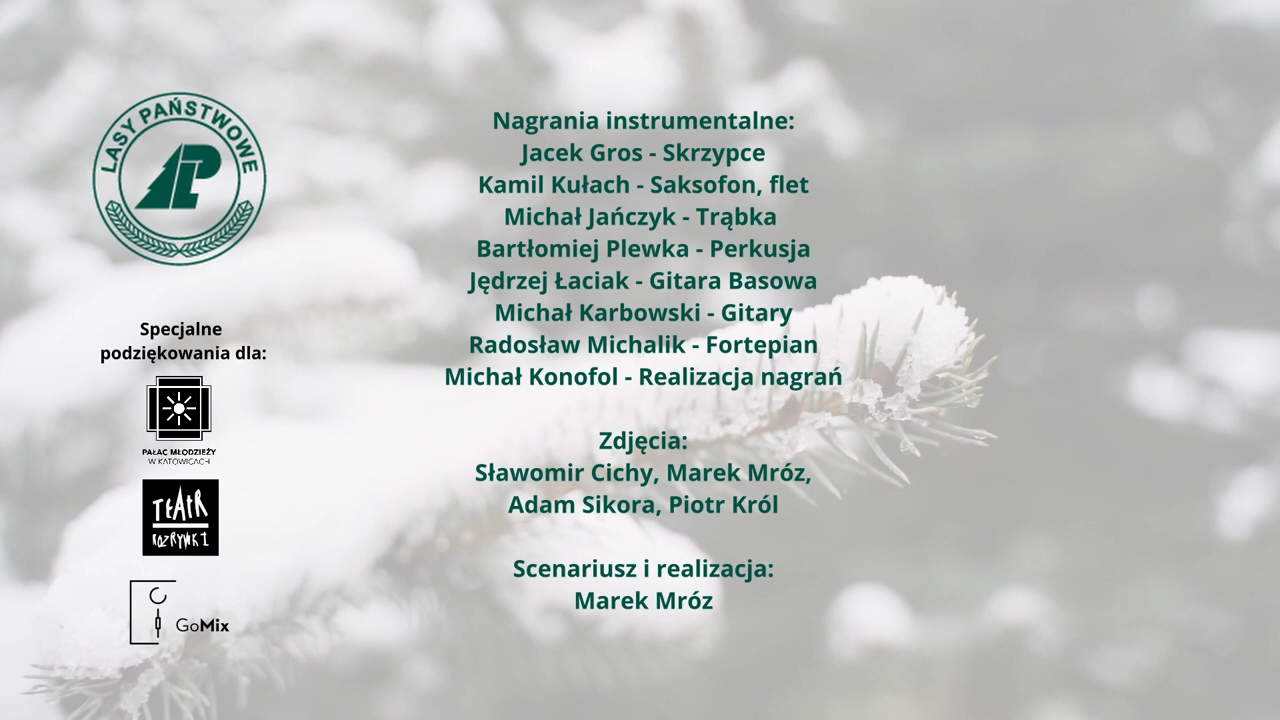 LASY PAŃSTWOWE
LP
Specjalne
podziękowania dla:
PAŁAC MŁODZIEŻY
W KATOWICACH
TEATR
ROZRYWKI
GoMix
Nagrania instrumentalne:
Jacek Gros - Skrzypce
Kamil Kułach - Saksofon, flet
Michał Jańczyk - Trąbka
Bartłomiej Plewka - Perkusja
Jędrzej Łaciak - Gitara Basowa
Michał Karbowski - Gitary
Radosław Michalik - Fortepian
Michał Konofol - Realizacja nagrań
Zdjęcia:
Sławomir Cichy, Marek Mróz,
Adam Sikora, Piotr Król
Scenariusz i realizacja:
Marek Mróz